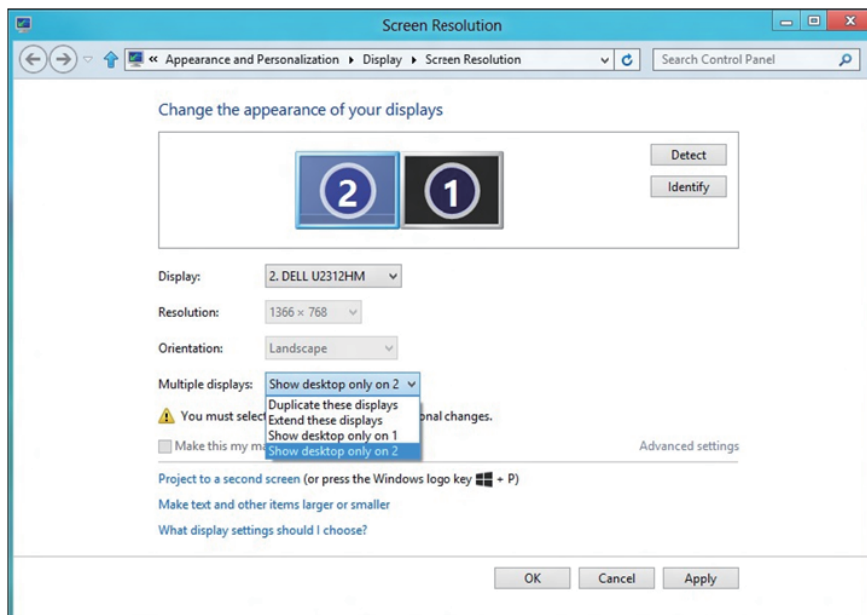 Screen Resolution
« Appearance and Personalization ▸ Display ▸ Screen Resolution
Search Control Panel
Change the appearance of your displays
2
1
Detect
Identify
Display:
2. DELL U2312HM
Resolution:
1366 × 768
Orientation:
Landscape
Multiple displays:
Show desktop only on 2
Duplicate these displays
Extend these displays
Show desktop only on 1
Show desktop only on 2
You must selec onal changes.
Make this my ma
Advanced settings
Project to a second screen (or press the Windows logo key + P)
Make text and other items larger or smaller
What display settings should I choose?
OK
Cancel
Apply